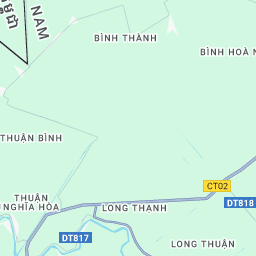 NAM
BÌNH THÀNH
BÌNH HOÀ N
THUẬN BÌNH
CT02
THUẬN
NGHĨA HÒA
LONG THẠNH
DT818
DT817
LONG THUẬN